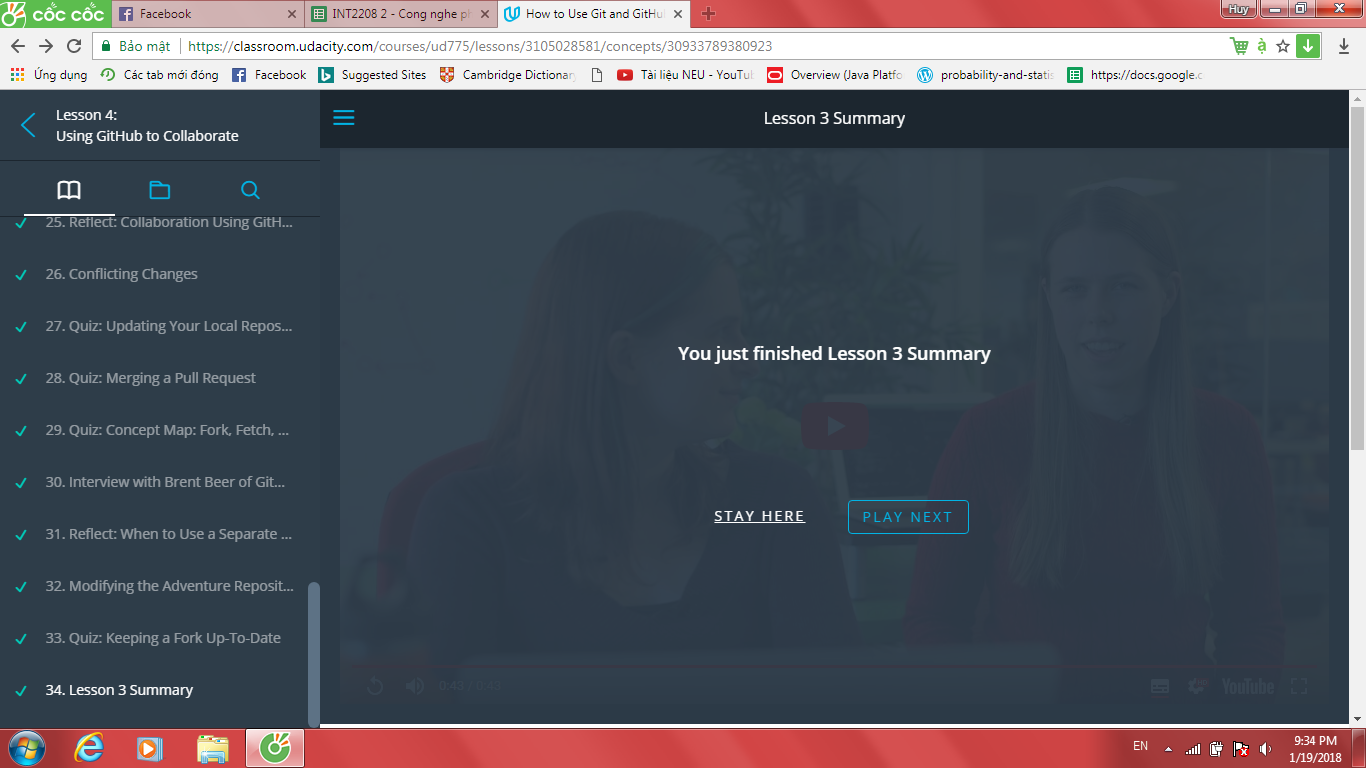 cốc cốc
Facebook
INT2208 2 - Cong nghe ph
How to Use Git and GitHu
Huy
Bảo mật
https://classroom.udacity.com/courses/ud775/lessons/3105028581/concepts/30933789380923
Ứng dụng
Các tab mới đóng
Facebook
Suggested Sites
Cambridge Dictionary
Tài liệu NEU - YouTu
Overview (Java Platfo
probability-and-statis
https://docs.google.c
Lesson 4:
Using GitHub to Collaborate
Lesson 3 Summary
25. Reflect: Collaboration Using GitH...
26. Conflicting Changes
27. Quiz: Updating Your Local Repos...
28. Quiz: Merging a Pull Request
29. Quiz: Concept Map: Fork, Fetch, ...
30. Interview with Brent Beer of Git...
31. Reflect: When to Use a Separate ...
32. Modifying the Adventure Reposit...
33. Quiz: Keeping a Fork Up-To-Date
34. Lesson 3 Summary
You just finished Lesson 3 Summary
STAY HERE
PLAY NEXT
0:43 / 0:43
YouTube
EN
9:34 PM
1/19/2018